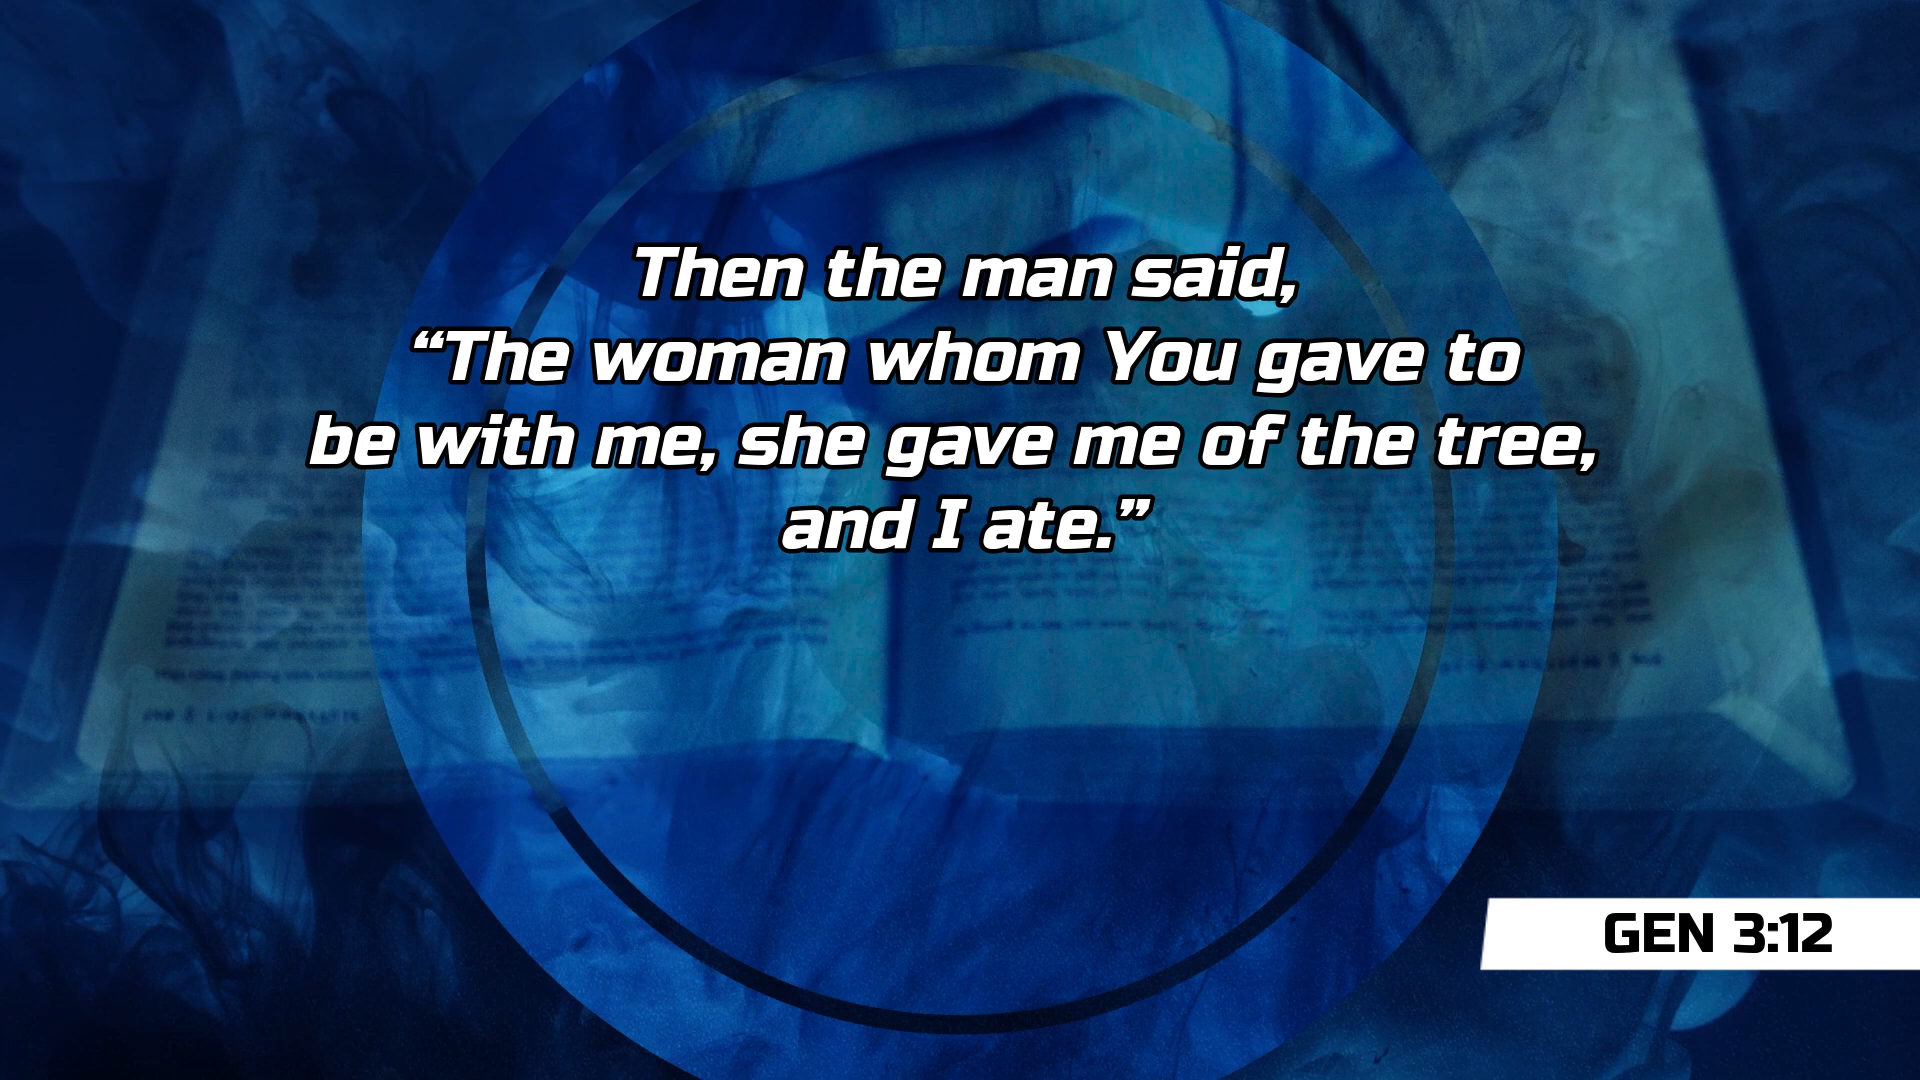 Then the man said,
“The woman whom You gave to
be with me, she gave me of the tree,
and I ate.”
GEN 3:12